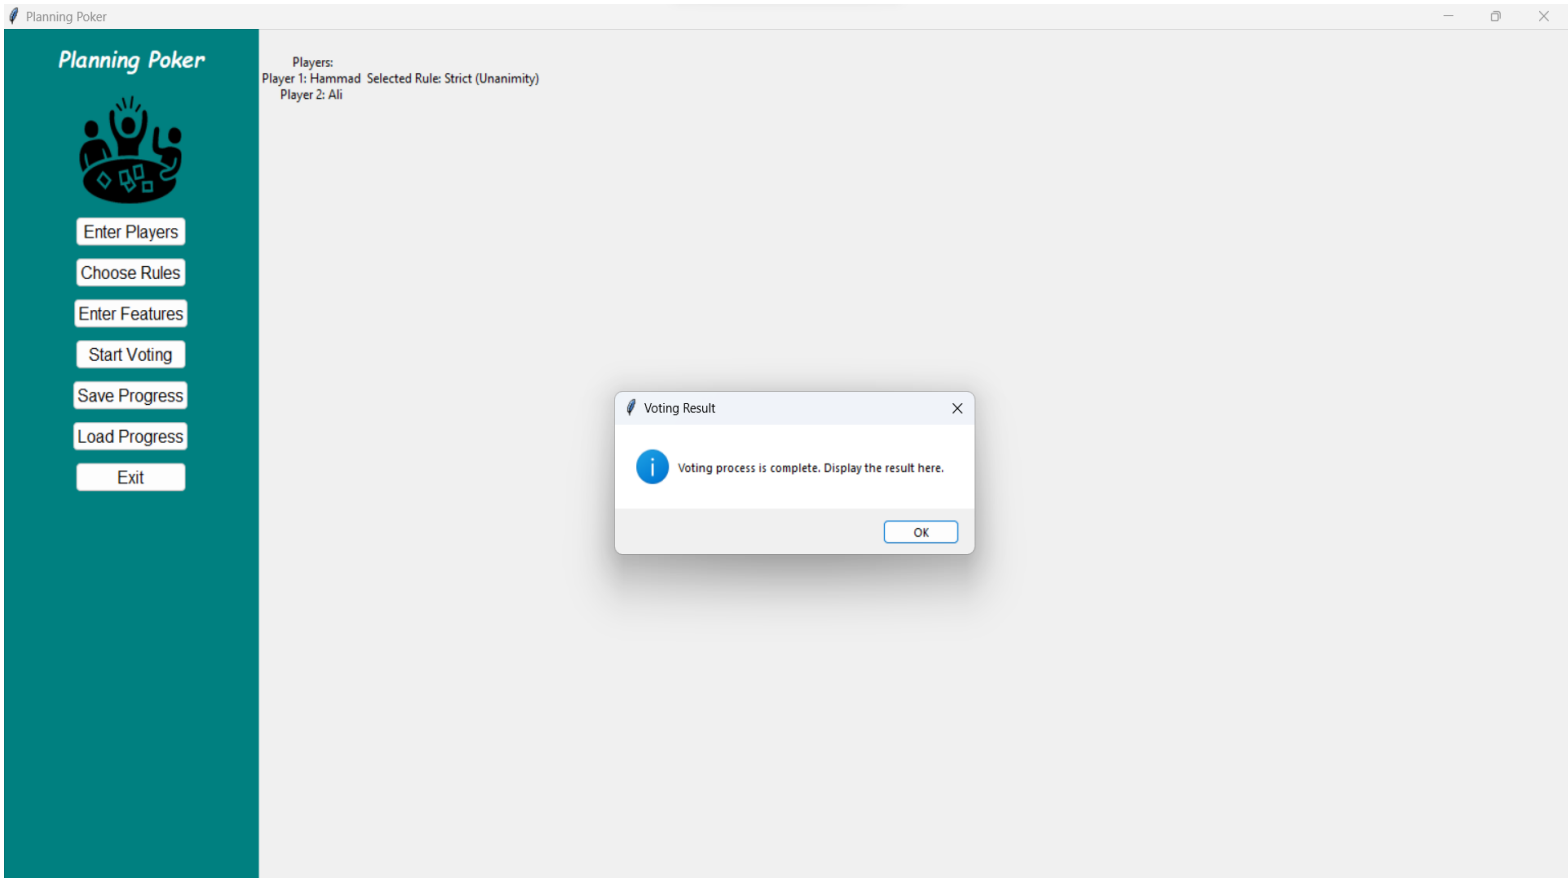 Planning Poker
Planning Poker
Players:
Player 1: Hammad Selected Rule: Strict (Unanimity)
Player 2: Ali
Enter Players
Choose Rules
Enter Features
Start Voting
Save Progress
Load Progress
Exit
Voting Result
Voting process is complete. Display the result here.
OK